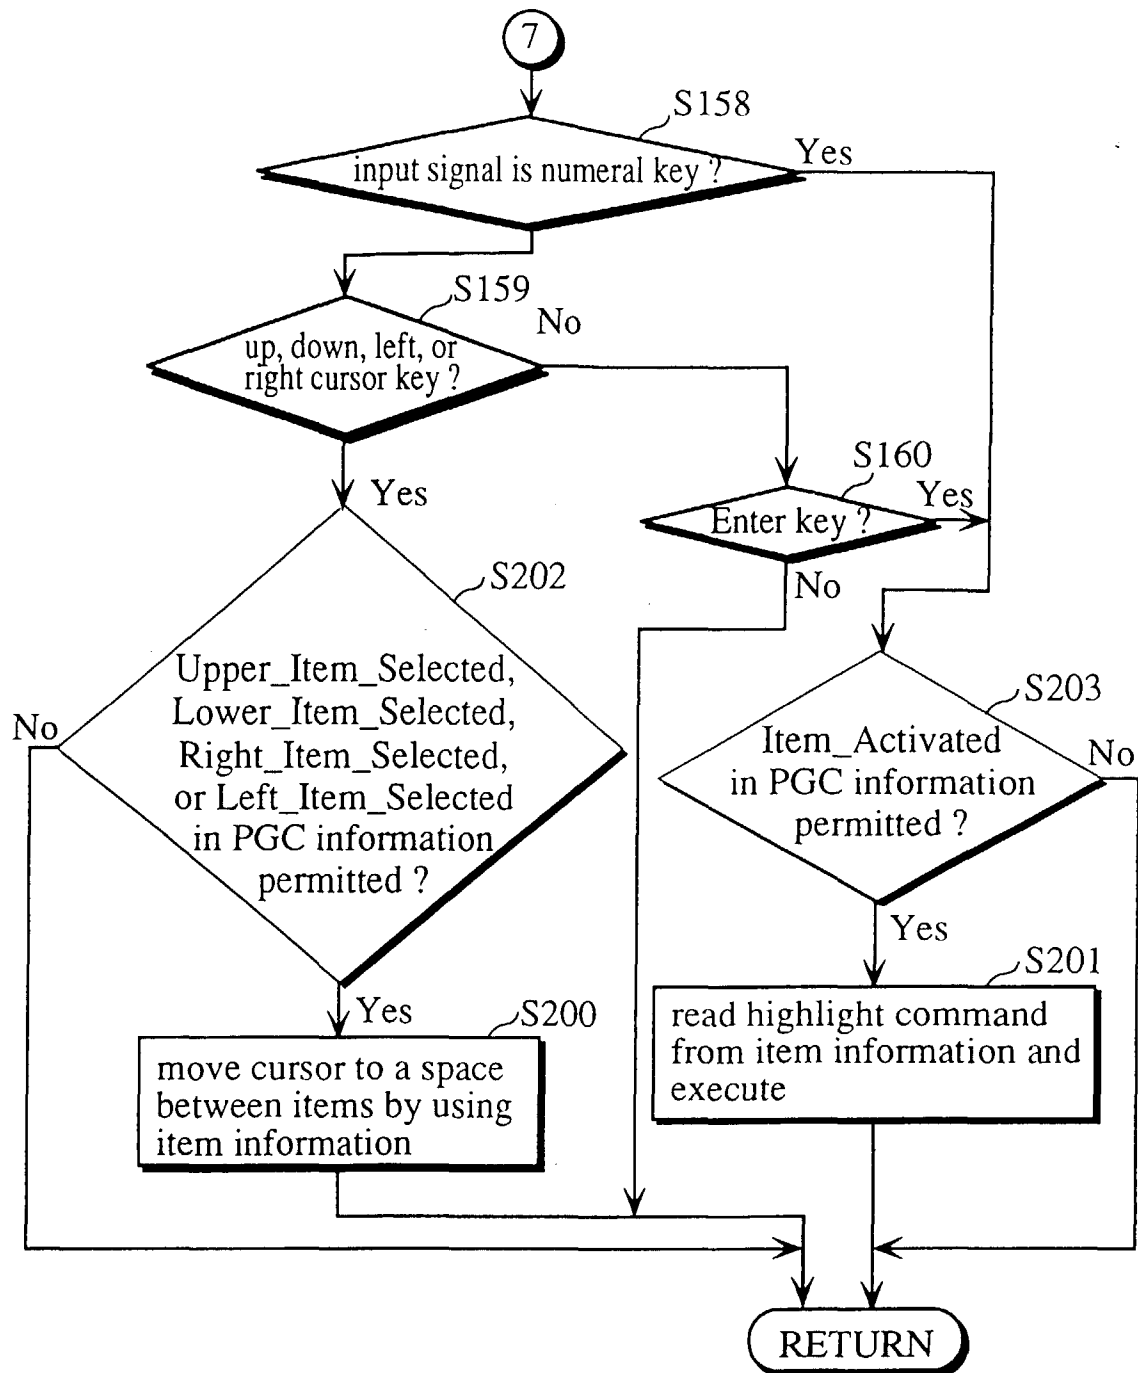 7
S158
input signal is numeral key ?
Yes
S159
No
up, down, left, or
right cursor key ?
S160
Yes
Yes
Enter key ?
No
S202
Upper_Item_Selected,
Lower_Item_Selected,
Right_Item_Selected,
or Left_Item_Selected
in PGC information
permitted ?
No
S203
Item_Activated
in PGC information
permitted ?
No
Yes
S201
read highlight command
from item information and
execute
Yes
S200
move cursor to a space
between items by using
item information
RETURN